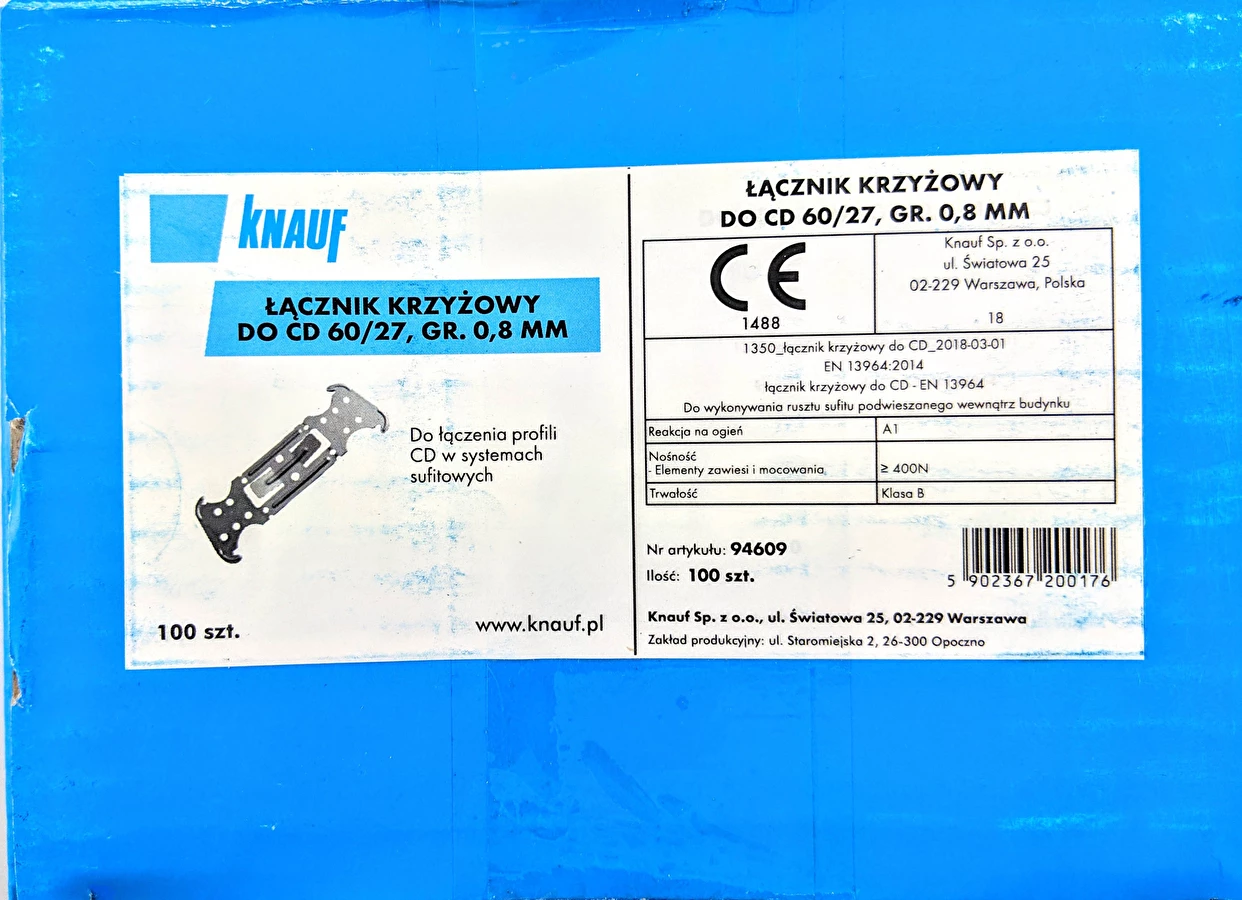 KNAUF
ŁĄCZNIK KRZYŻOWY
DO CD 60/27, GR. 0,8 MM
Do łączenia profili
CD w systemach
sufitowych
100 szt.
www.knauf.pl
ŁĄCZNIK KRZYŻOWY
DO CD 60/27, GR. 0,8 MM
CE
1488
Knauf Sp. z o.o.
ul. Światowa 25
02-229 Warszawa, Polska
18
1350_łącznik krzyżowy do CD_2018-03-01
EN 13964:2014
łącznik krzyżowy do CD - EN 13964
Do wykonywania rusztu sufitu podwieszanego wewnątrz budynku
Reakcja na ogień A1
Nośność
- Elementy zawiesi i mocowania ≥ 400N
Trwałość Klasa B
Nr artykułu: 94609
Ilość: 100 szt.
5 902367 200176
Knauf Sp. z o.o., ul. Światowa 25, 02-229 Warszawa
Zakład produkcyjny: ul. Staromiejska 2, 26-300 Opoczno